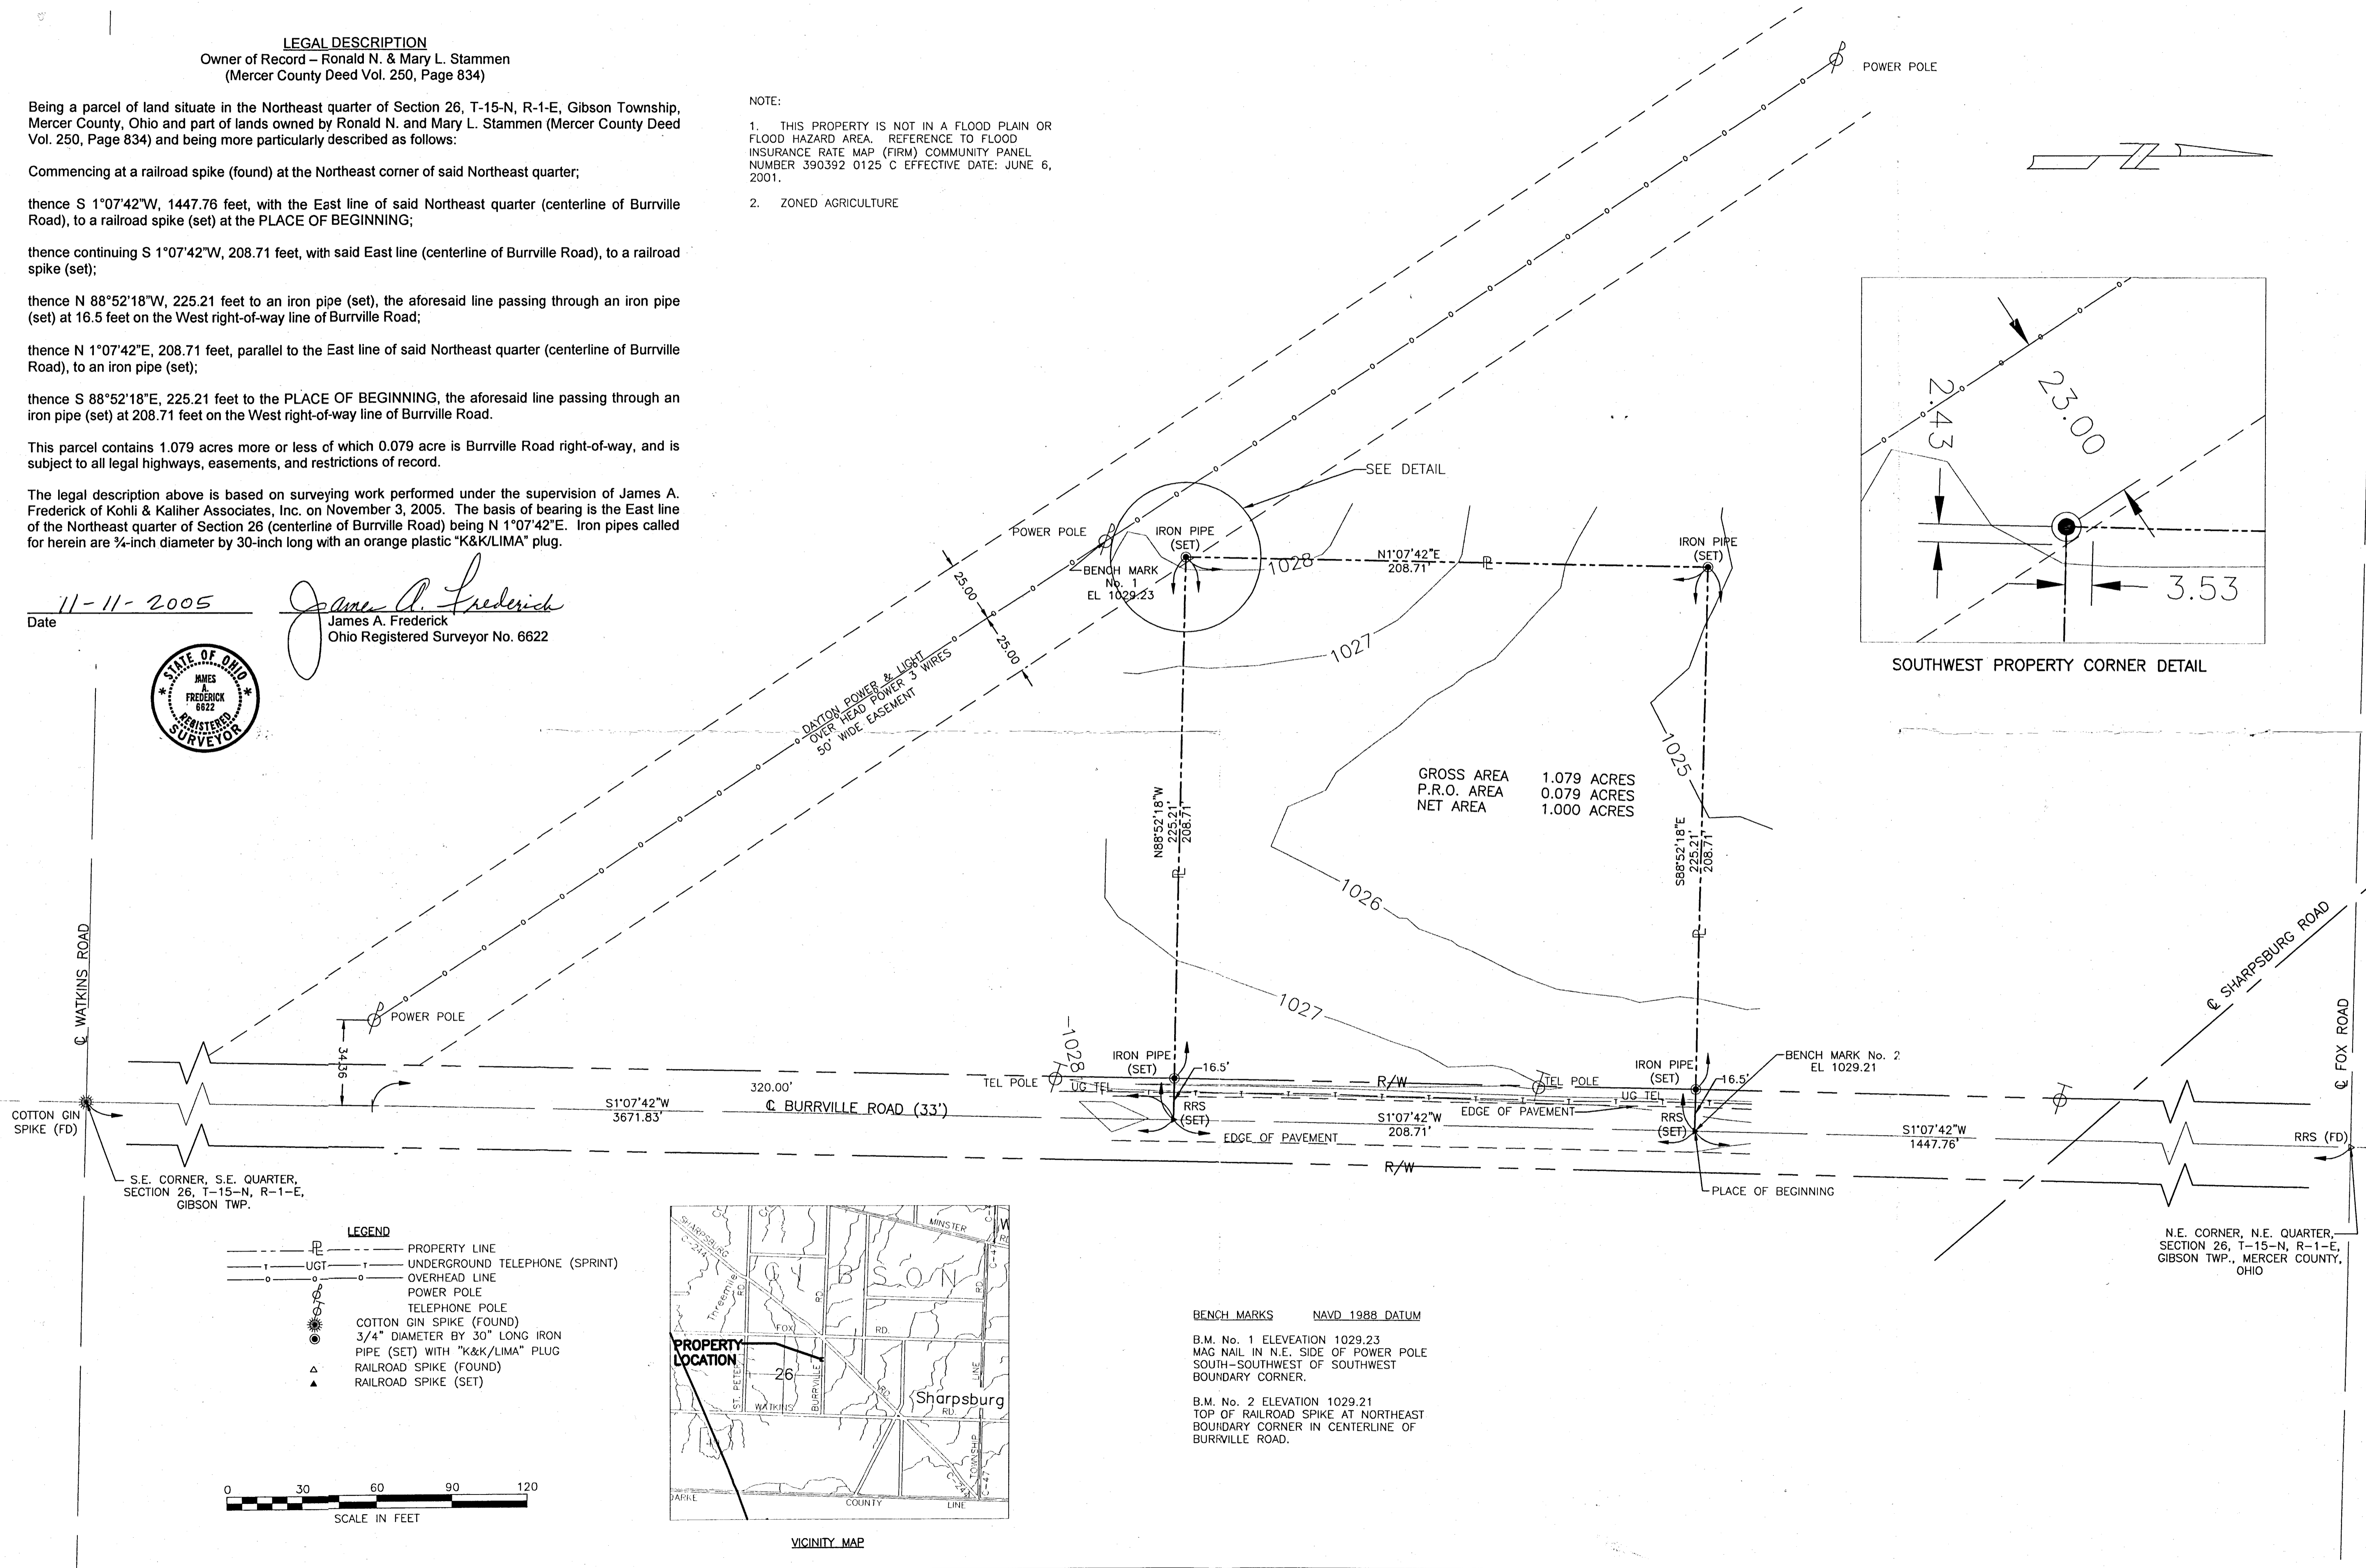 LEGAL DESCRIPTION
Owner of Record – Ronald N. & Mary L. Stammen
(Mercer County Deed Vol. 250, Page 834)
Being a parcel of land situate in the Northeast quarter of Section 26, T-15-N, R-1-E, Gibson Township,
Mercer County, Ohio and part of lands owned by Ronald N. and Mary L. Stammen (Mercer County Deed
Vol. 250, Page 834) and being more particularly described as follows:
Commencing at a railroad spike (found) at the Northeast corner of said Northeast quarter;
thence S 1°07'42"W, 1447.76 feet, with the East line of said Northeast quarter (centerline of Burrville
Road), to a railroad spike (set) at the PLACE OF BEGINNING;
thence continuing S 1°07'42"W, 208.71 feet, with said East line (centerline of Burrville Road), to a railroad
spike (set);
thence N 88°52'18"W, 225.21 feet to an iron pipe (set), the aforesaid line passing through an iron pipe
(set) at 16.5 feet on the West right-of-way line of Burrville Road;
thence N 1°07'42"E, 208.71 feet, parallel to the East line of said Northeast quarter (centerline of Burrville
Road), to an iron pipe (set);
thence S 88°52'18"E, 225.21 feet to the PLACE OF BEGINNING, the aforesaid line passing through an
iron pipe (set) at 208.71 feet on the West right-of-way line of Burrville Road.
This parcel contains 1.079 acres more or less of which 0.079 acre is Burrville Road right-of-way, and is
subject to all legal highways, easements, and restrictions of record.
The legal description above is based on surveying work performed under the supervision of James A.
Frederick of Kohli & Kaliher Associates, Inc. on November 3, 2005. The basis of bearing is the East line
of the Northeast quarter of Section 26 (centerline of Burrville Road) being N 1°07'42"E. Iron pipes called
for herein are ¾-inch diameter by 30-inch long with an orange plastic "K&K/LIMA" plug.
11-11-2005
Date
James A. Frederick
James A. Frederick
Ohio Registered Surveyor No. 6622
STATE OF OHIO
JAMES
A.
FREDERICK
6622
REGISTERED
SURVEYOR
NOTE:
1. THIS PROPERTY IS NOT IN A FLOOD PLAIN OR
FLOOD HAZARD AREA. REFERENCE TO FLOOD
INSURANCE RATE MAP (FIRM) COMMUNITY PANEL
NUMBER 390392 0125 C EFFECTIVE DATE: JUNE 6,
2001.
2. ZONED AGRICULTURE
POWER POLE
N
2.43
23.00
3.53
SOUTHWEST PROPERTY CORNER DETAIL
SEE DETAIL
POWER POLE
IRON PIPE
(SET)
BENCH MARK
No. 1
EL 1029.23
1028
N1°07'42"E
208.71'
PL
IRON PIPE
(SET)
25.00
25.00
1027
DAYTON POWER & LIGHT
OVER HEAD POWER 3 WIRES
50' WIDE EASEMENT
1025
GROSS AREA 1.079 ACRES
P.R.O. AREA 0.079 ACRES
NET AREA 1.000 ACRES
N88°52'18"W
225.21'
208.71'
PL
S88°52'18"E
225.21'
208.71'
PL
1026
1027
1028
POWER POLE
34.36
℄ WATKINS ROAD
℄ SHARPSBURG ROAD
℄ FOX ROAD
COTTON GIN
SPIKE (FD)
S.E. CORNER, S.E. QUARTER,
SECTION 26, T-15-N, R-1-E,
GIBSON TWP.
320.00'
S1°07'42"W
3671.83'
℄ BURRVILLE ROAD (33')
TEL POLE
IRON PIPE
(SET)
16.5'
UG TEL
RRS
(SET)
R/W
TEL POLE
UG TEL
EDGE OF PAVEMENT
S1°07'42"W
208.71'
EDGE OF PAVEMENT
R/W
IRON PIPE
(SET)
16.5'
RRS
(SET)
BENCH MARK No. 2
EL 1029.21
PLACE OF BEGINNING
S1°07'42"W
1447.76'
RRS (FD)
N.E. CORNER, N.E. QUARTER,
SECTION 26, T-15-N, R-1-E,
GIBSON TWP., MERCER COUNTY,
OHIO
LEGEND
PL PROPERTY LINE
UGT UNDERGROUND TELEPHONE (SPRINT)
OVERHEAD LINE
POWER POLE
TELEPHONE POLE
COTTON GIN SPIKE (FOUND)
3/4" DIAMETER BY 30" LONG IRON
PIPE (SET) WITH "K&K/LIMA" PLUG
RAILROAD SPIKE (FOUND)
RAILROAD SPIKE (SET)
0 30 60 90 120
SCALE IN FEET
SHARPSBURG
C-244
MINSTER
Threemile
RD.
RD
GIBSON
FOX RD.
PROPERTY
LOCATION
26
ST. PETER
BURRVILLE
WATKINS
RD.
Sharpsburg
RD.
LINE
TOWNSHIP
C-47
C-244
COUNTY LINE
VICINITY MAP
BENCH MARKS NAVD 1988 DATUM
B.M. No. 1 ELEVEATION 1029.23
MAG NAIL IN N.E. SIDE OF POWER POLE
SOUTH-SOUTHWEST OF SOUTHWEST
BOUNDARY CORNER.
B.M. No. 2 ELEVATION 1029.21
TOP OF RAILROAD SPIKE AT NORTHEAST
BOUNDARY CORNER IN CENTERLINE OF
BURRVILLE ROAD.